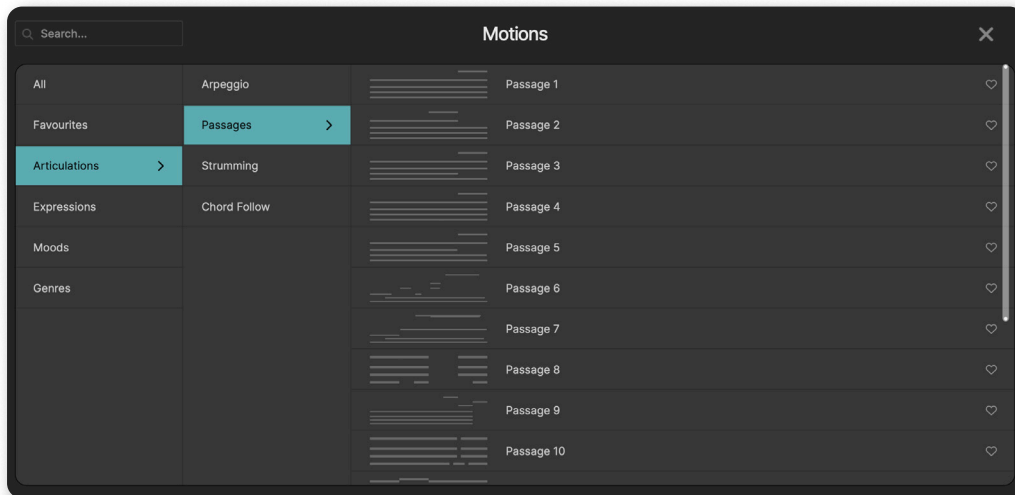 Search...
Motions
All
Favourites
Articulations
Expressions
Moods
Genres
Arpeggio
Passages
Strumming
Chord Follow
Passage 1
Passage 2
Passage 3
Passage 4
Passage 5
Passage 6
Passage 7
Passage 8
Passage 9
Passage 10